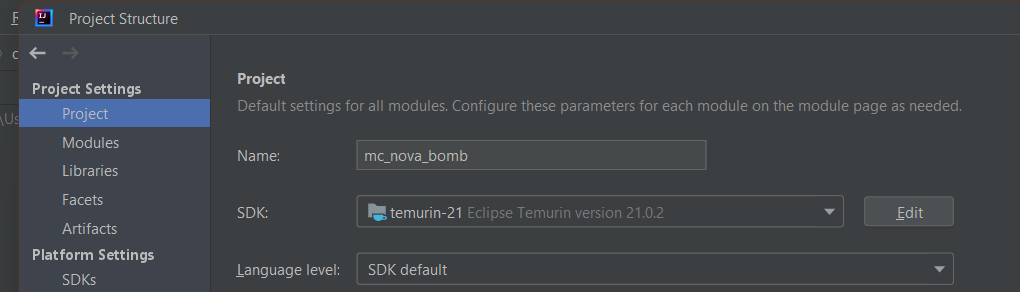 Project Structure
Project Settings
Project
Modules
Libraries
Facets
Artifacts
Platform Settings
SDKs
Project
Default settings for all modules. Configure these parameters for each module on the module page as needed.
Name: mc_nova_bomb
SDK: temurin-21 Eclipse Temurin version 21.0.2 Edit
Language level: SDK default